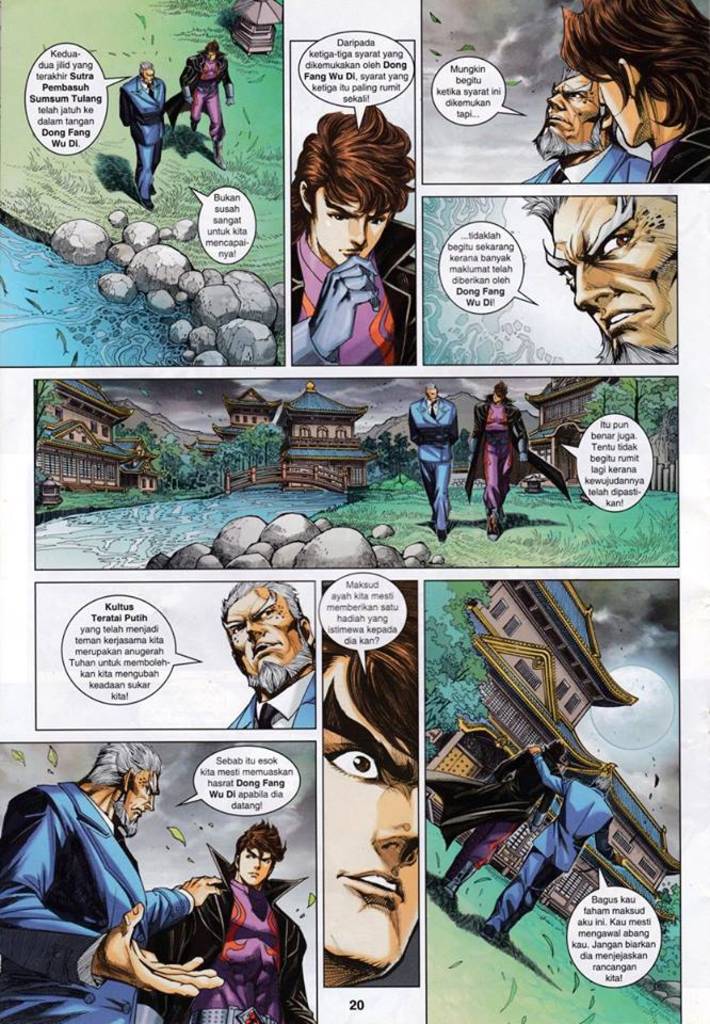 Kedua-
dua jilid yang
terakhir Sutra
Pembasuh
Sumsum Tulang
telah jatuh ke
dalam tangan
Dong Fang
Wu Di.
Bukan
susah
sangat
untuk kita
mencapai-
nya!
Daripada
ketiga-tiga syarat yang
dikemukakan oleh Dong
Fang Wu Di, syarat yang
ketiga itu paling rumit
sekali!
Mungkin
begitu
ketika syarat ini
dikemukan
tapi...
...tidaklah
begitu sekarang
kerana banyak
maklumat telah
diberikan oleh
Dong Fang
Wu Di!
Itu pun
benar juga.
Tentu tidak
begitu rumit
lagi kerana
kewujudannya
telah dipasti-
kan!
Kultus
Teratai Putih
yang telah menjadi
teman kerjasama kita
merupakan anugerah
Tuhan untuk memboleh-
kan kita mengubah
keadaan sukar
kita!
Maksud
ayah kita mesti
memberikan satu
hadiah yang
istimewa kepada
dia kan?
Sebab itu esok
kita mesti memuaskan
hasrat Dong Fang
Wu Di apabila dia
datang!
Bagus kau
faham maksud
aku ini. Kau mesti
mengawal abang
kau. Jangan biarkan
dia menjejaskan
rancangan
kita!
20